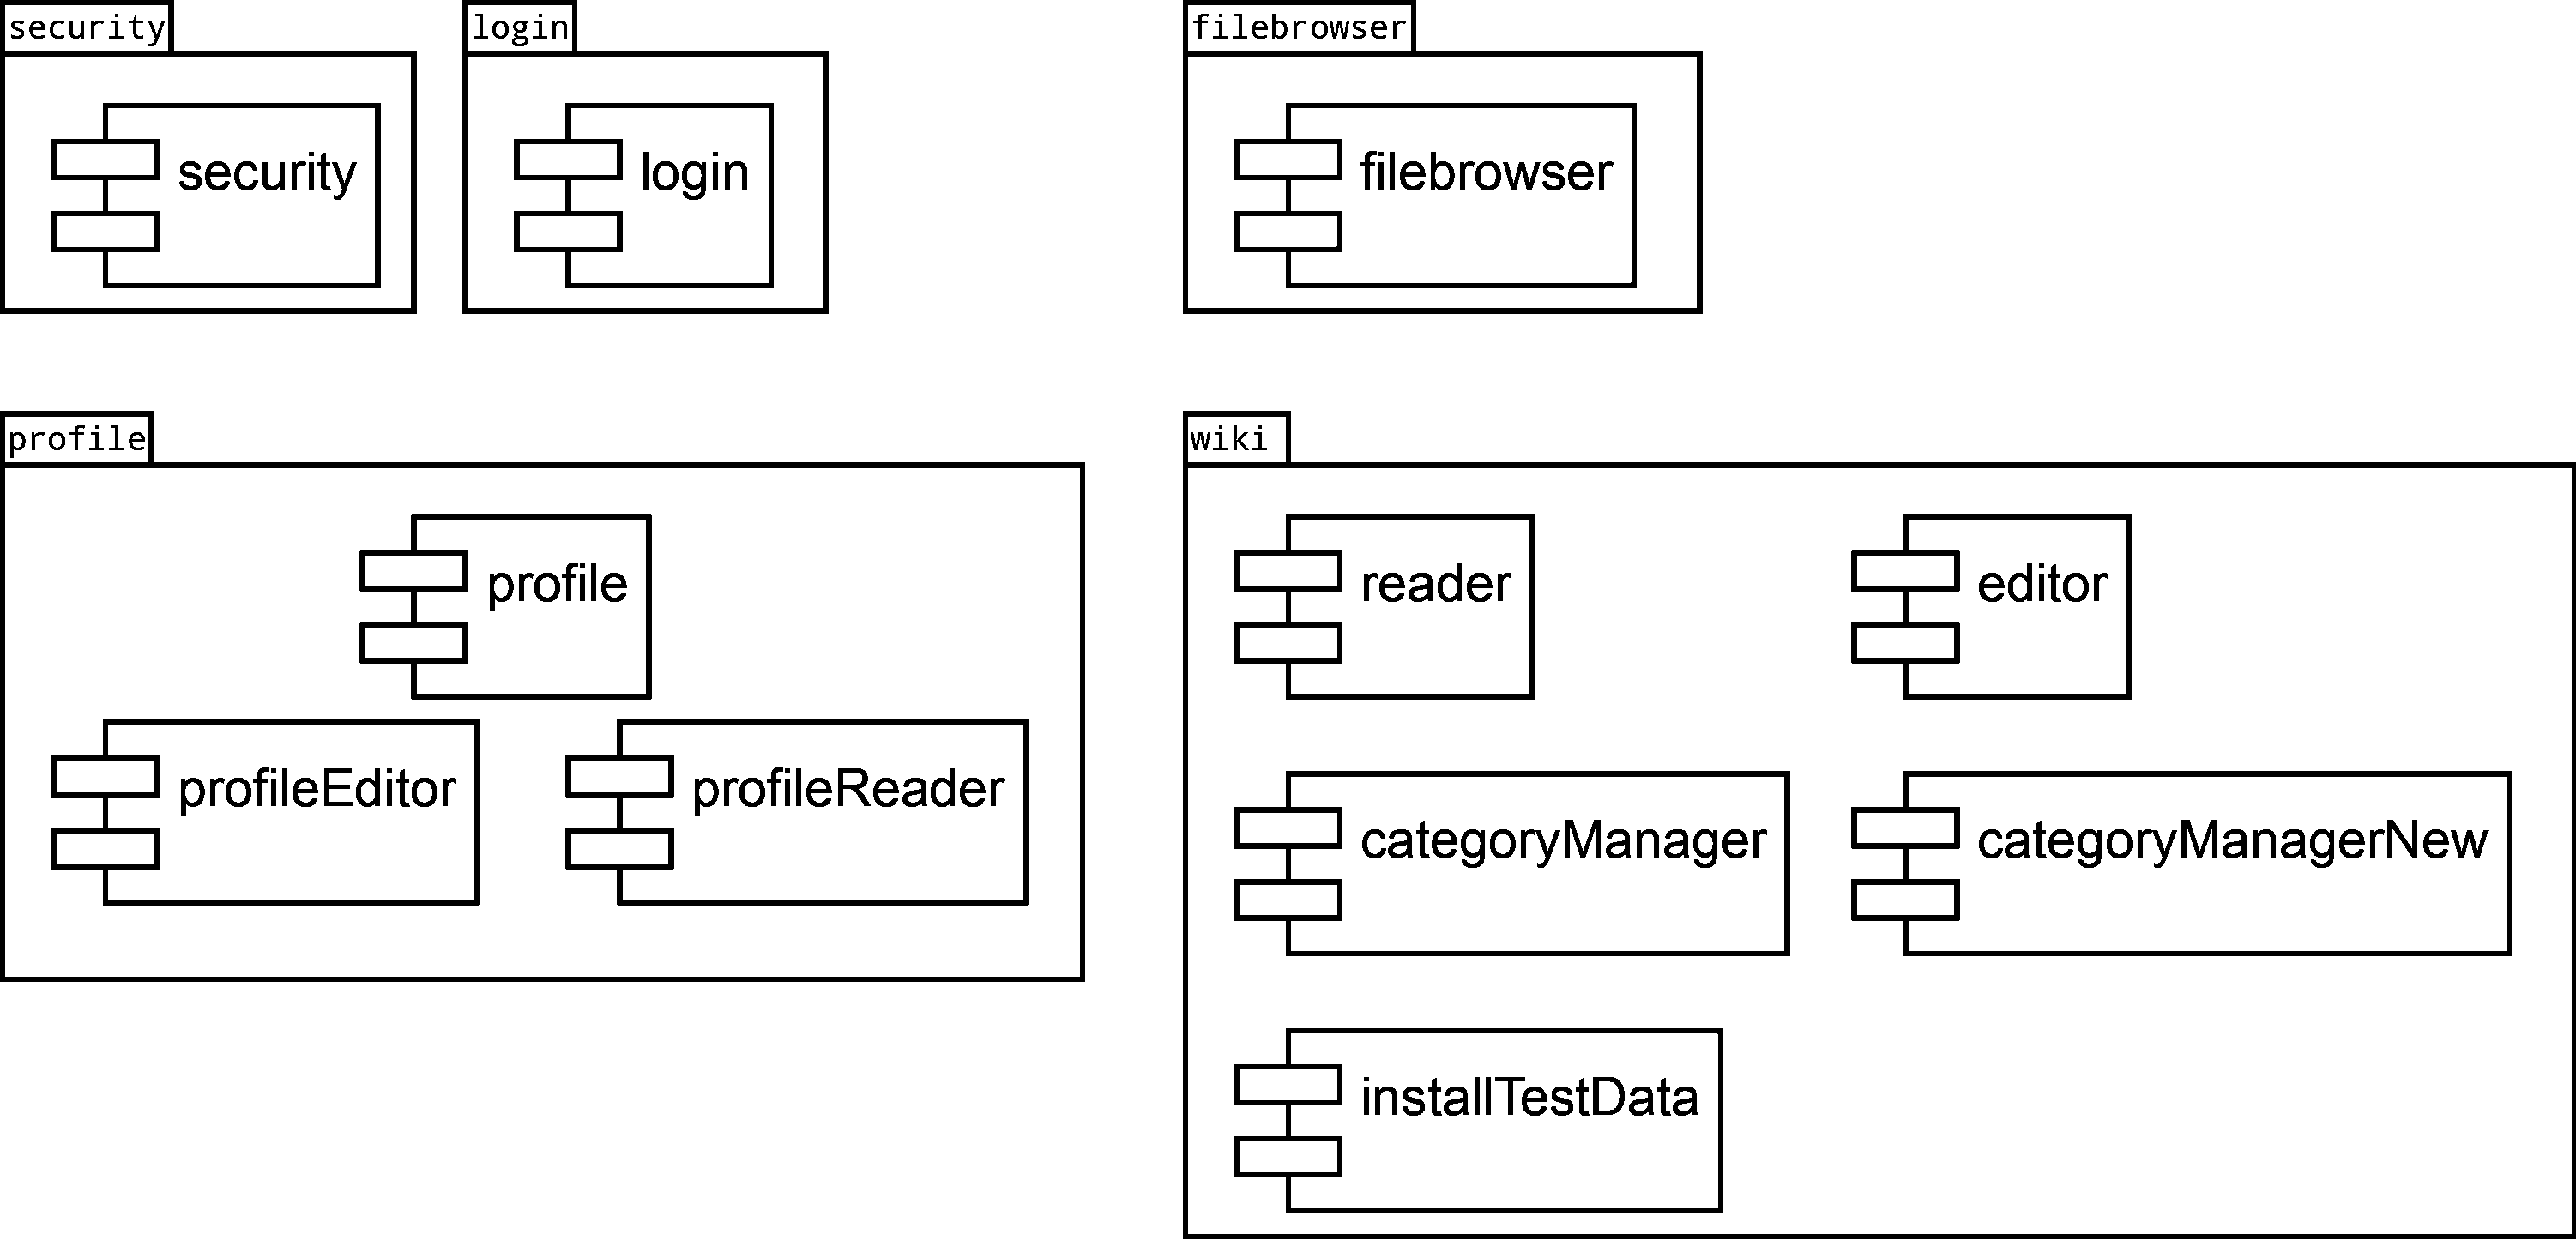 security
security
login
login
filebrowser
filebrowser
profile
profile
profileEditor
profileReader
wiki
reader
editor
categoryManager
categoryManagerNew
installTestData